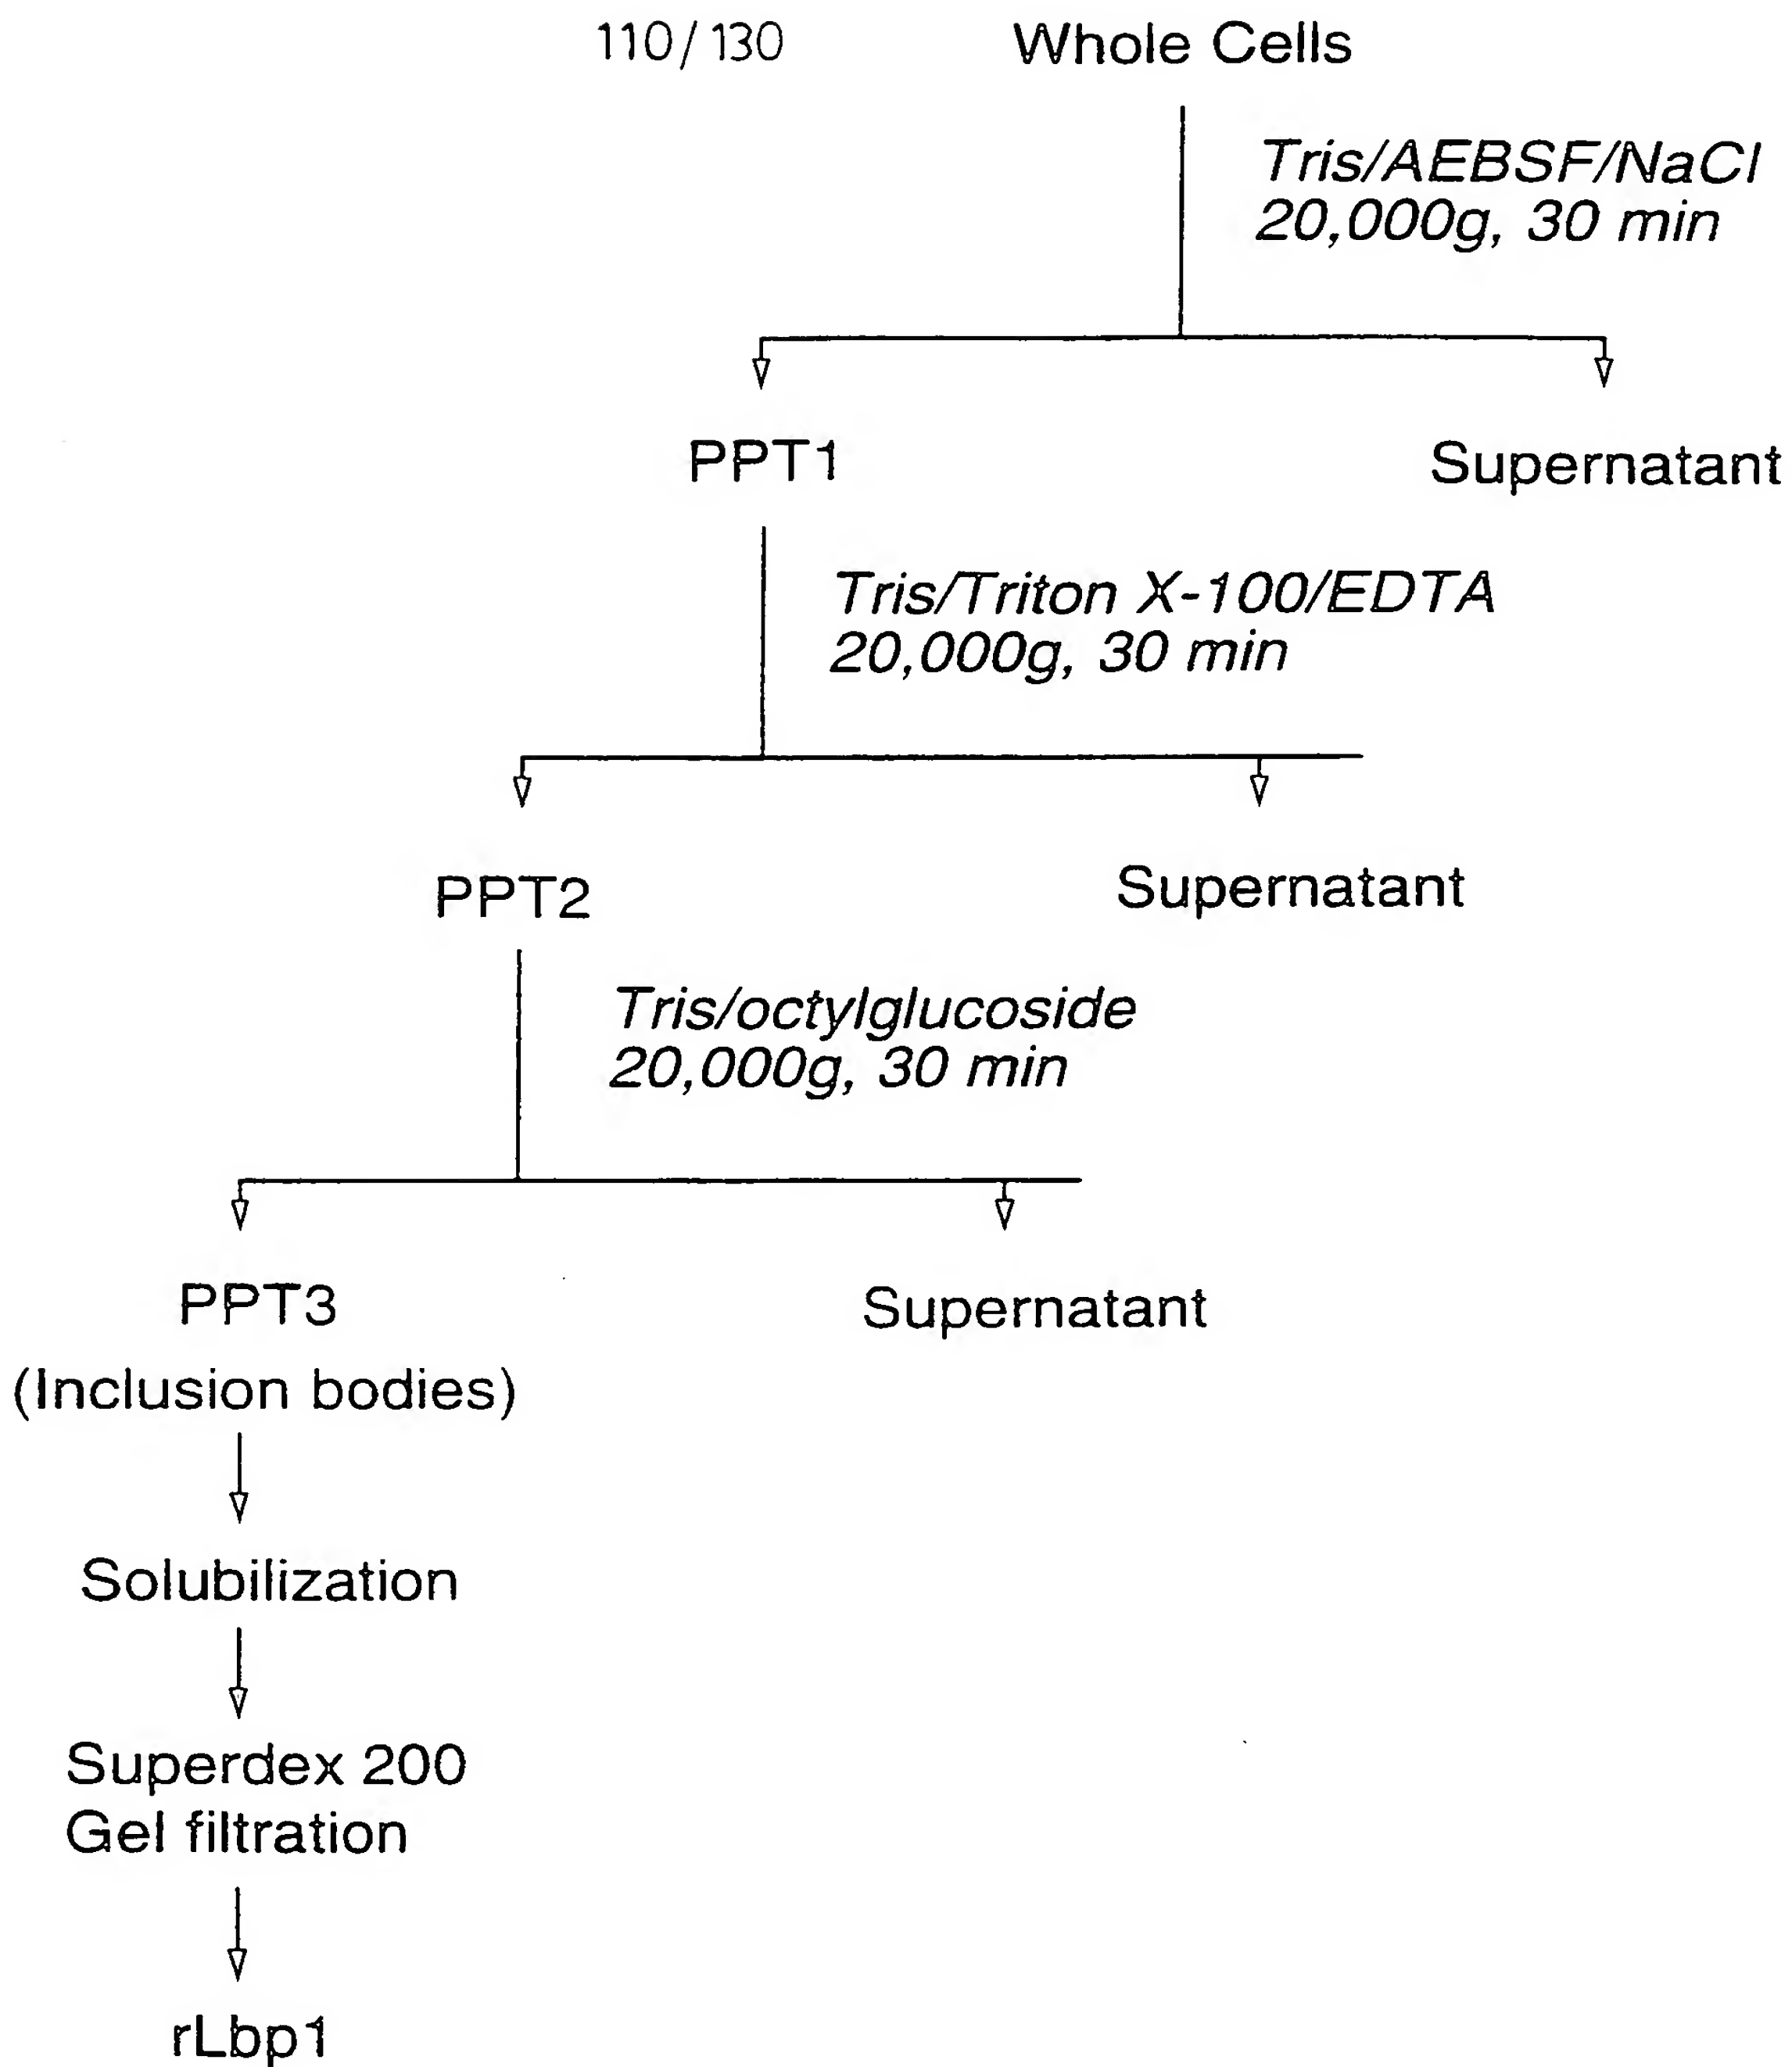 110/130
Whole Cells
Tris/AEBSF/NaCl
20,000g, 30 min
PPT1
Supernatant
Tris/Triton X-100/EDTA
20,000g, 30 min
PPT2
Supernatant
Tris/octylglucoside
20,000g, 30 min
PPT3
Supernatant
(Inclusion bodies)
Solubilization
Superdex 200
Gel filtration
rLbp1